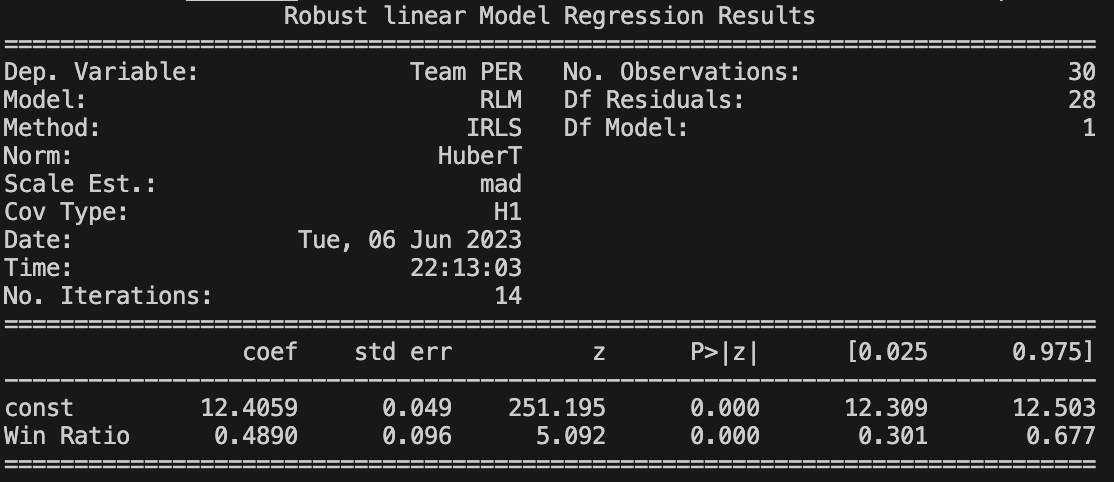 Robust linear Model Regression Results
==============================================================================
Dep. Variable:               Team PER   No. Observations:                   30
Model:                            RLM   Df Residuals:                       28
Method:                          IRLS   Df Model:                            1
Norm:                          HuberT
Scale Est.:                       mad
Cov Type:                          H1
Date:                Tue, 06 Jun 2023
Time:                        22:13:03
No. Iterations:                    14
==============================================================================
                 coef    std err          z      P>|z|      [0.025      0.975]
------------------------------------------------------------------------------
const         12.4059      0.049    251.195      0.000      12.309      12.503
Win Ratio      0.4890      0.096      5.092      0.000       0.301       0.677
==============================================================================